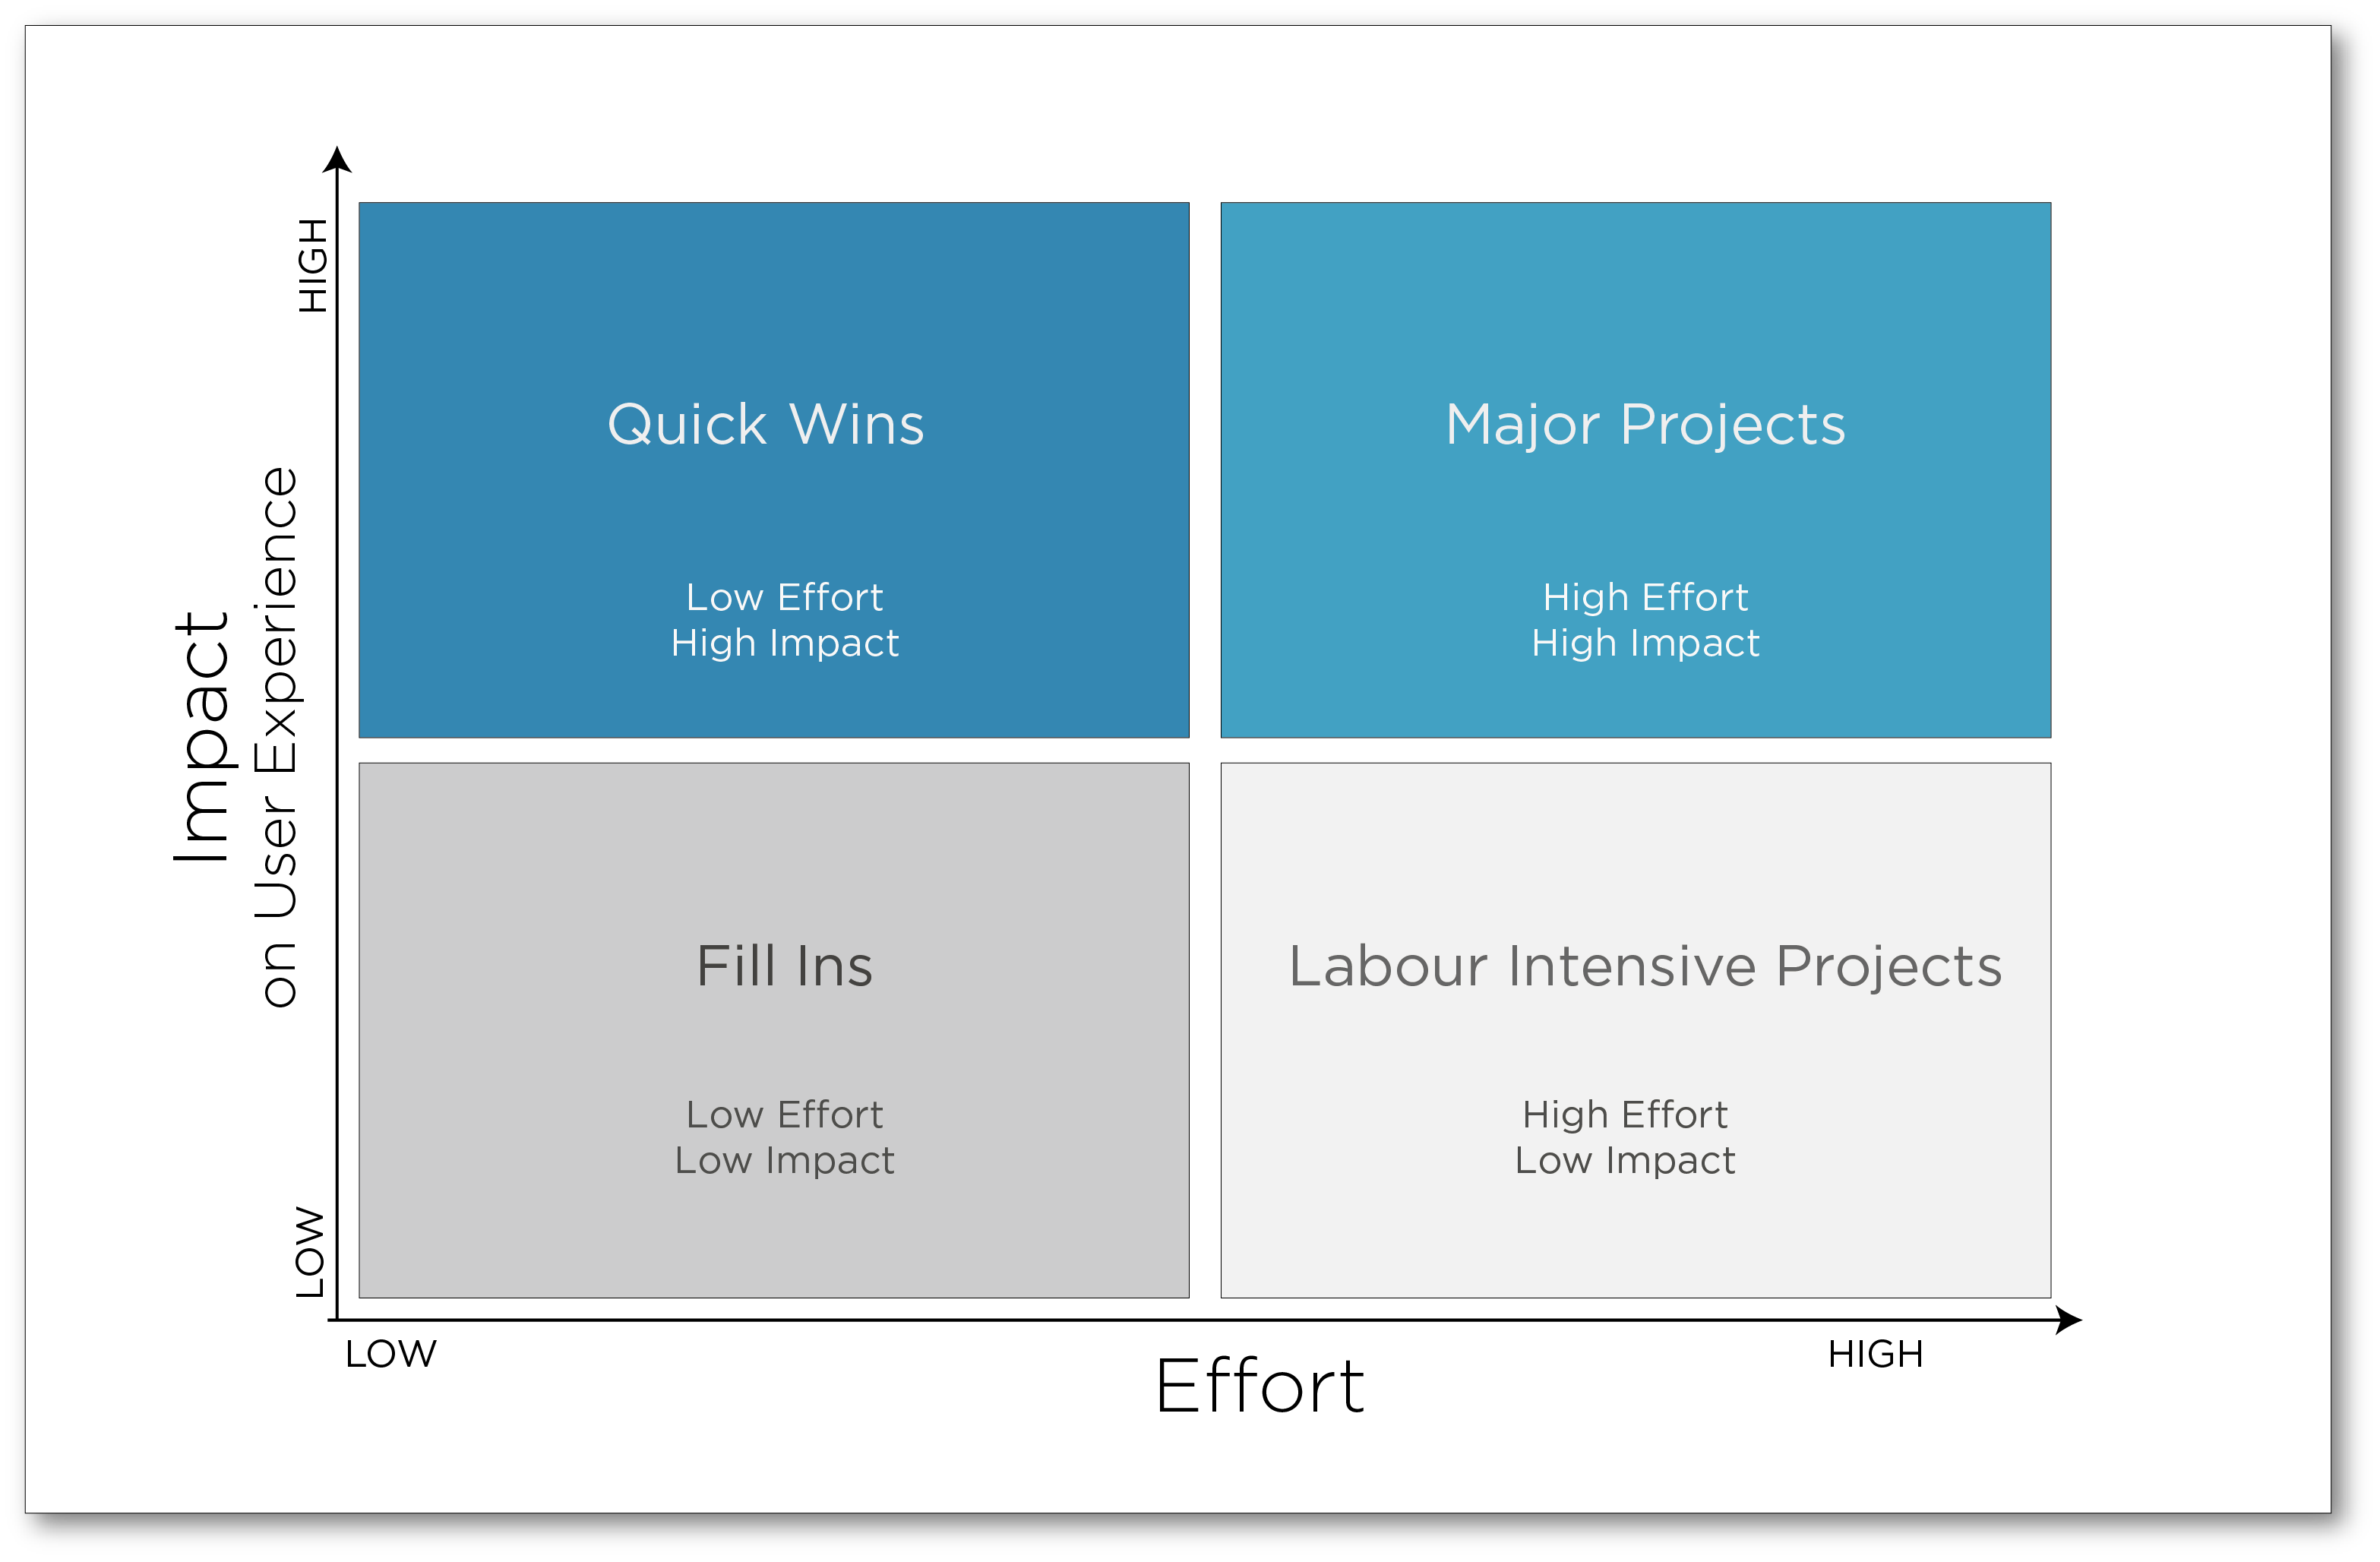 Impact
on User Experience
HIGH
LOW
Quick Wins
Low Effort
High Impact
Major Projects
High Effort
High Impact
Fill Ins
Low Effort
Low Impact
Labour Intensive Projects
High Effort
Low Impact
LOW
HIGH
Effort